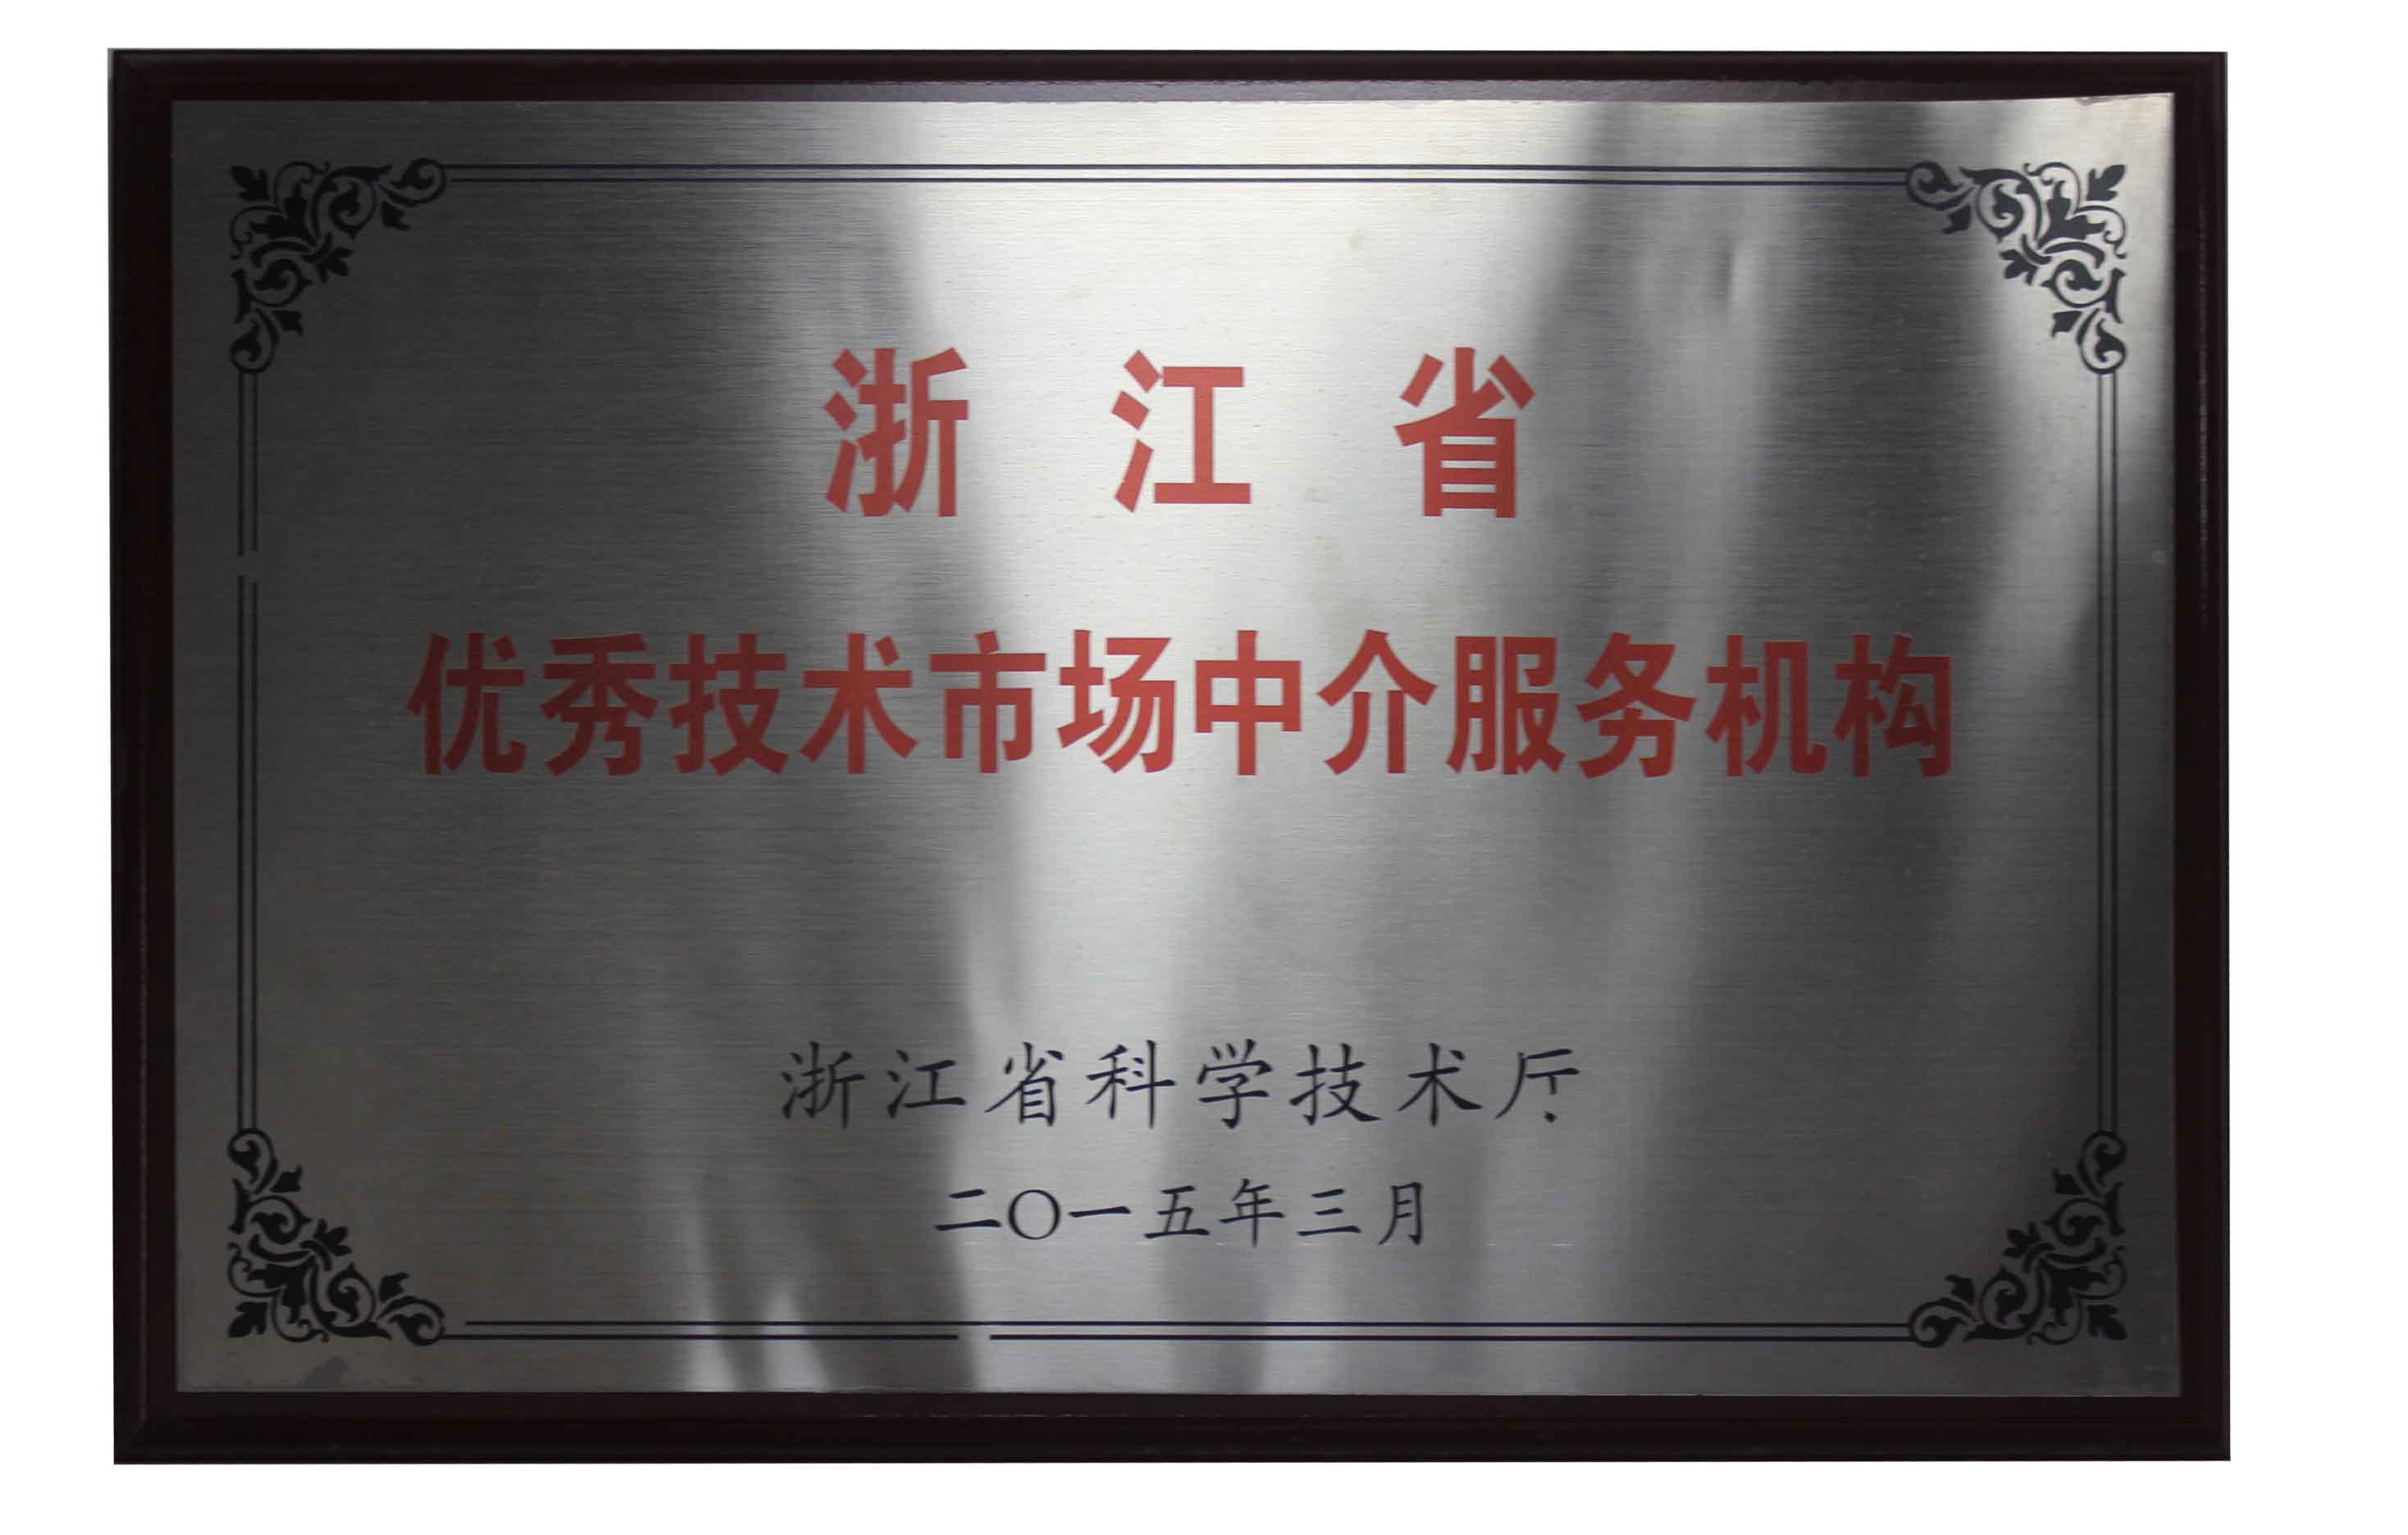 浙江省
优秀技术市场中介服务机构
浙江省科学技术厅
二〇一五年三月